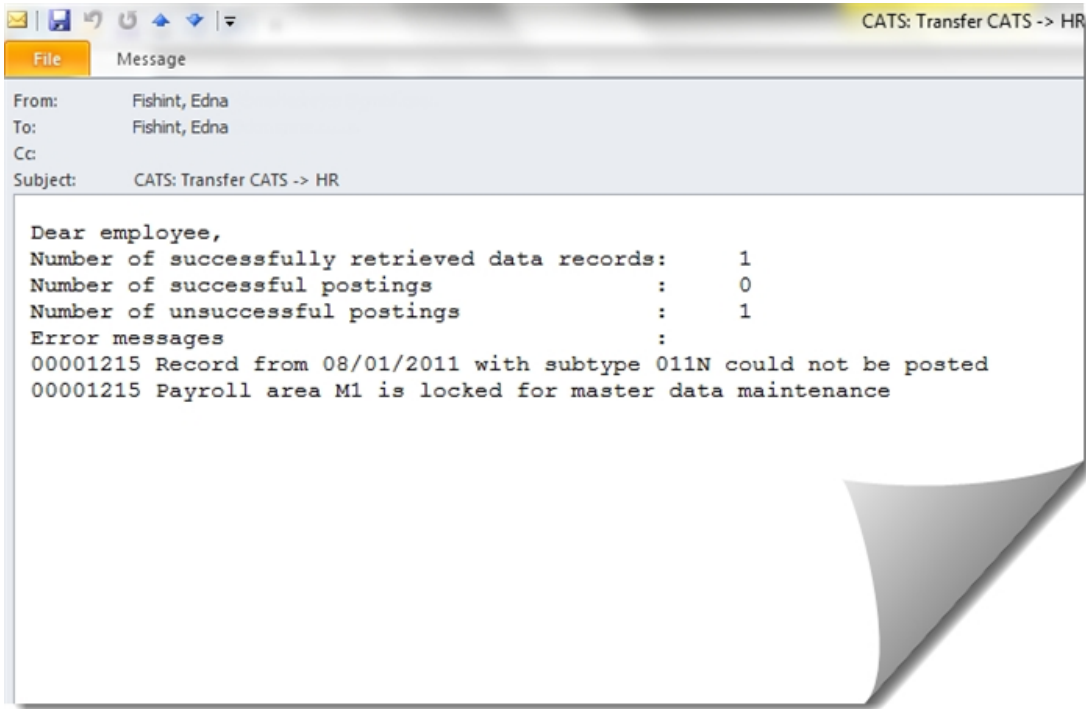 CATS: Transfer CATS -> HR
File Message
From: Fishint, Edna
To: Fishint, Edna
Cc:
Subject: CATS: Transfer CATS -> HR
Dear employee,
Number of successfully retrieved data records: 1
Number of successful postings : 0
Number of unsuccessful postings : 1
Error messages :
00001215 Record from 08/01/2011 with subtype 011N could not be posted
00001215 Payroll area M1 is locked for master data maintenance